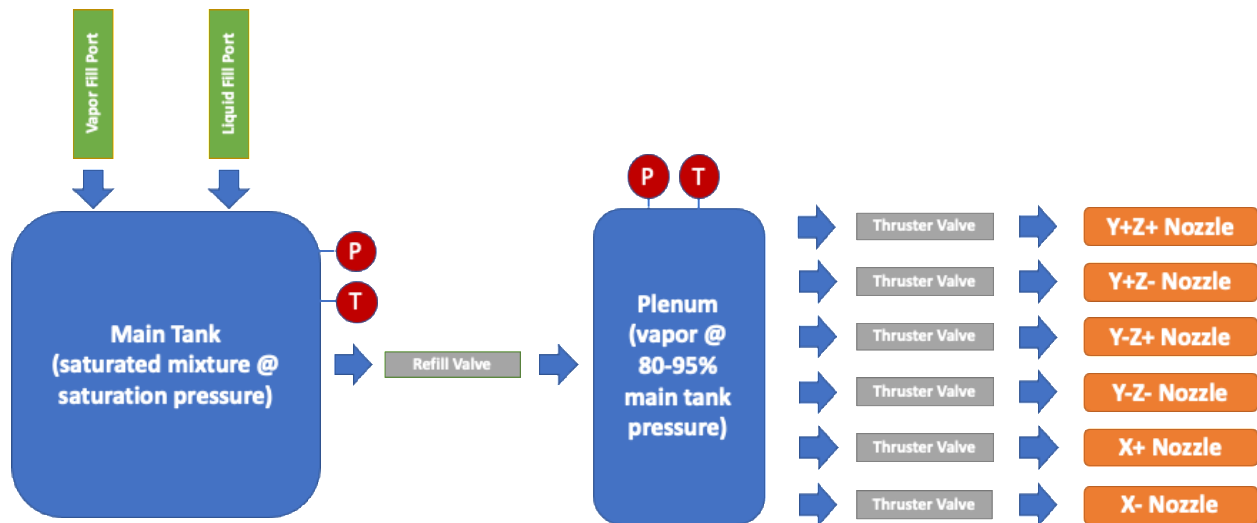 Vapor Fill Port
Liquid Fill Port
P
T
Main Tank
(saturated mixture @
saturation pressure)
Refill Valve
P
T
Plenum
(vapor @
80-95%
main tank
pressure)
Thruster Valve
Y+Z+ Nozzle
Thruster Valve
Y+Z- Nozzle
Thruster Valve
Y-Z+ Nozzle
Thruster Valve
Y-Z- Nozzle
Thruster Valve
X+ Nozzle
Thruster Valve
X- Nozzle